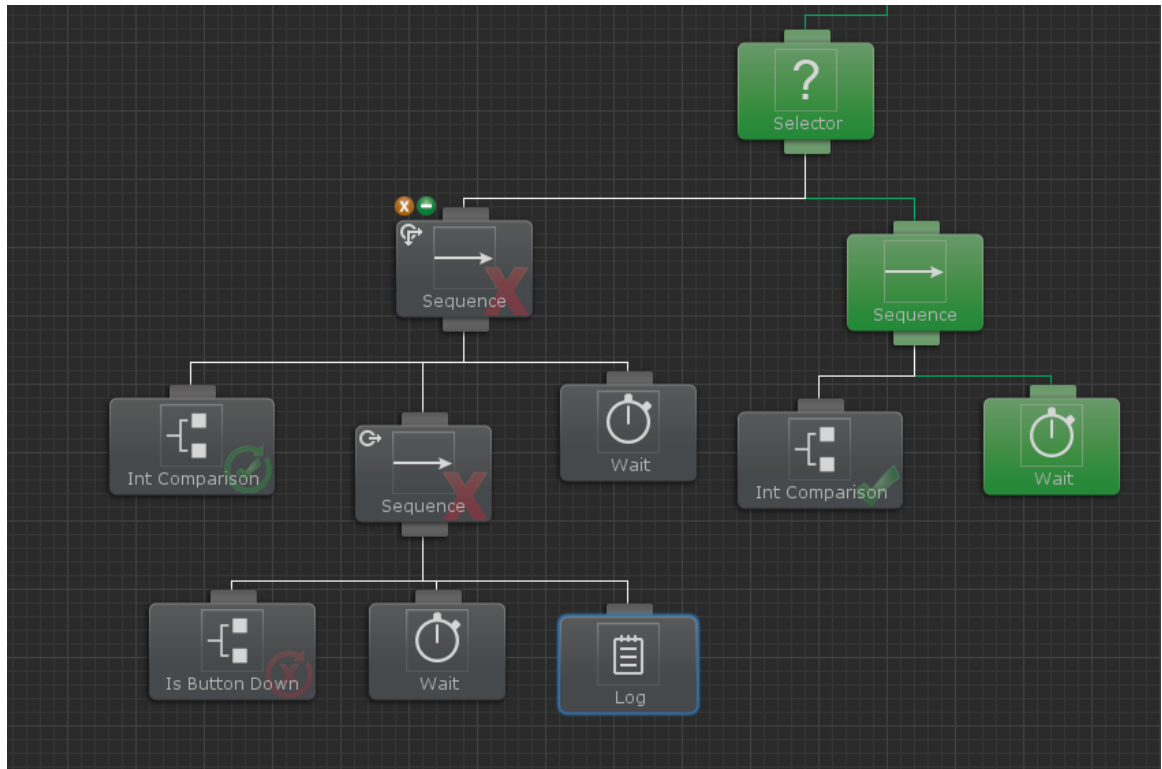 ?
Selector
X
Sequence
Sequence
Int Comparison
Sequence
Wait
Int Comparison
Wait
Is Button Down
Wait
Log